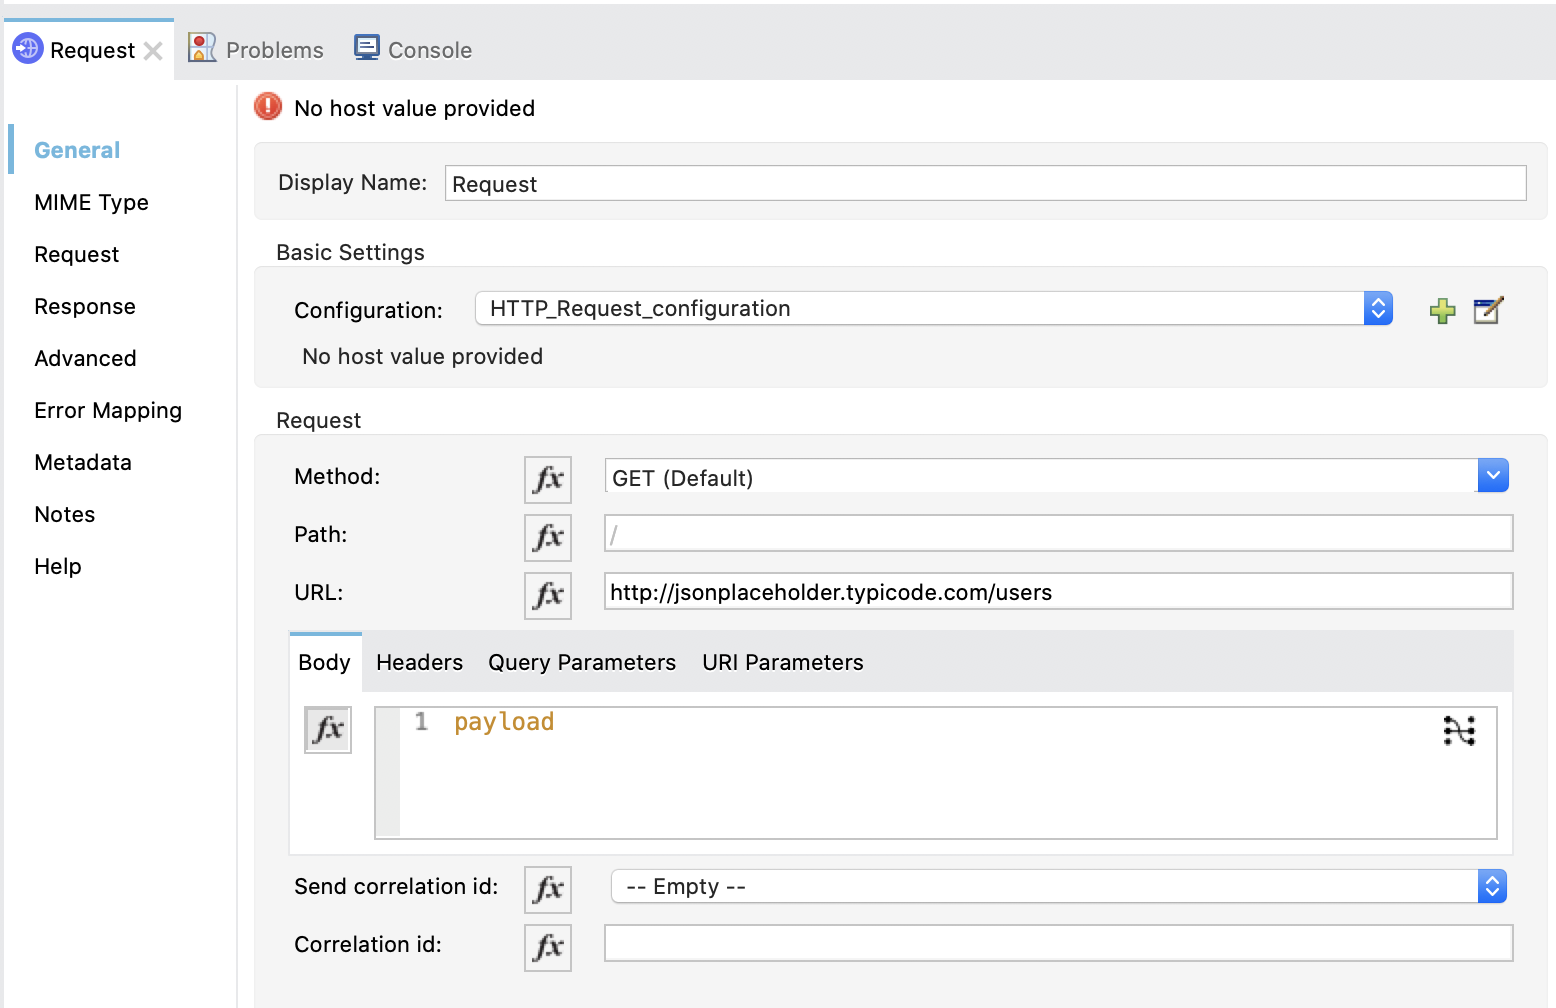 Request Problems Console
No host value provided
General
MIME Type
Request
Response
Advanced
Error Mapping
Metadata
Notes
Help
Display Name: Request
Basic Settings
Configuration: HTTP_Request_configuration
No host value provided
Request
Method: fx GET (Default)
Path: fx /
URL: fx http://jsonplaceholder.typicode.com/users
Body Headers Query Parameters URI Parameters
fx 1 payload
Send correlation id: fx -- Empty --
Correlation id: fx